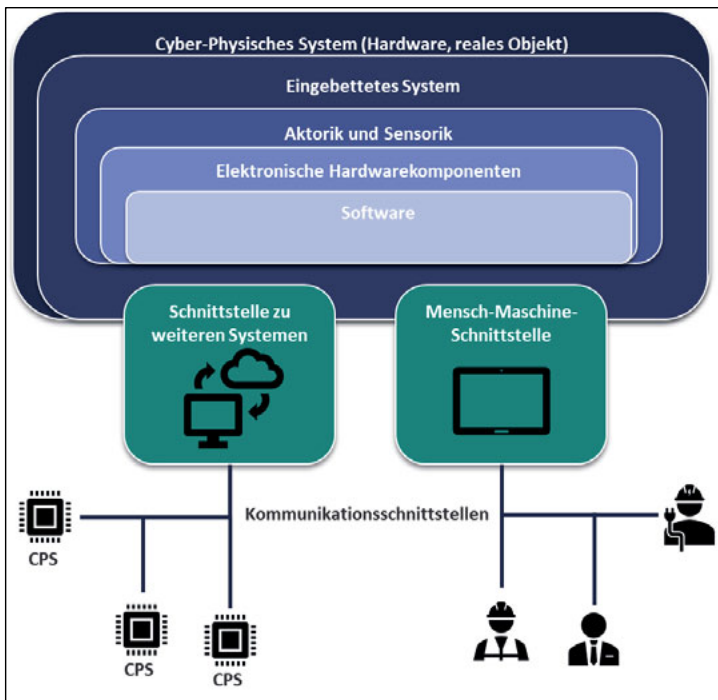 Cyber-Physisches System (Hardware, reales Objekt)
Eingebettetes System
Aktorik und Sensorik
Elektronische Hardwarekomponenten
Software
Schnittstelle zu
weiteren Systemen
Mensch-Maschine-
Schnittstelle
Kommunikationsschnittstellen
CPS
CPS
CPS